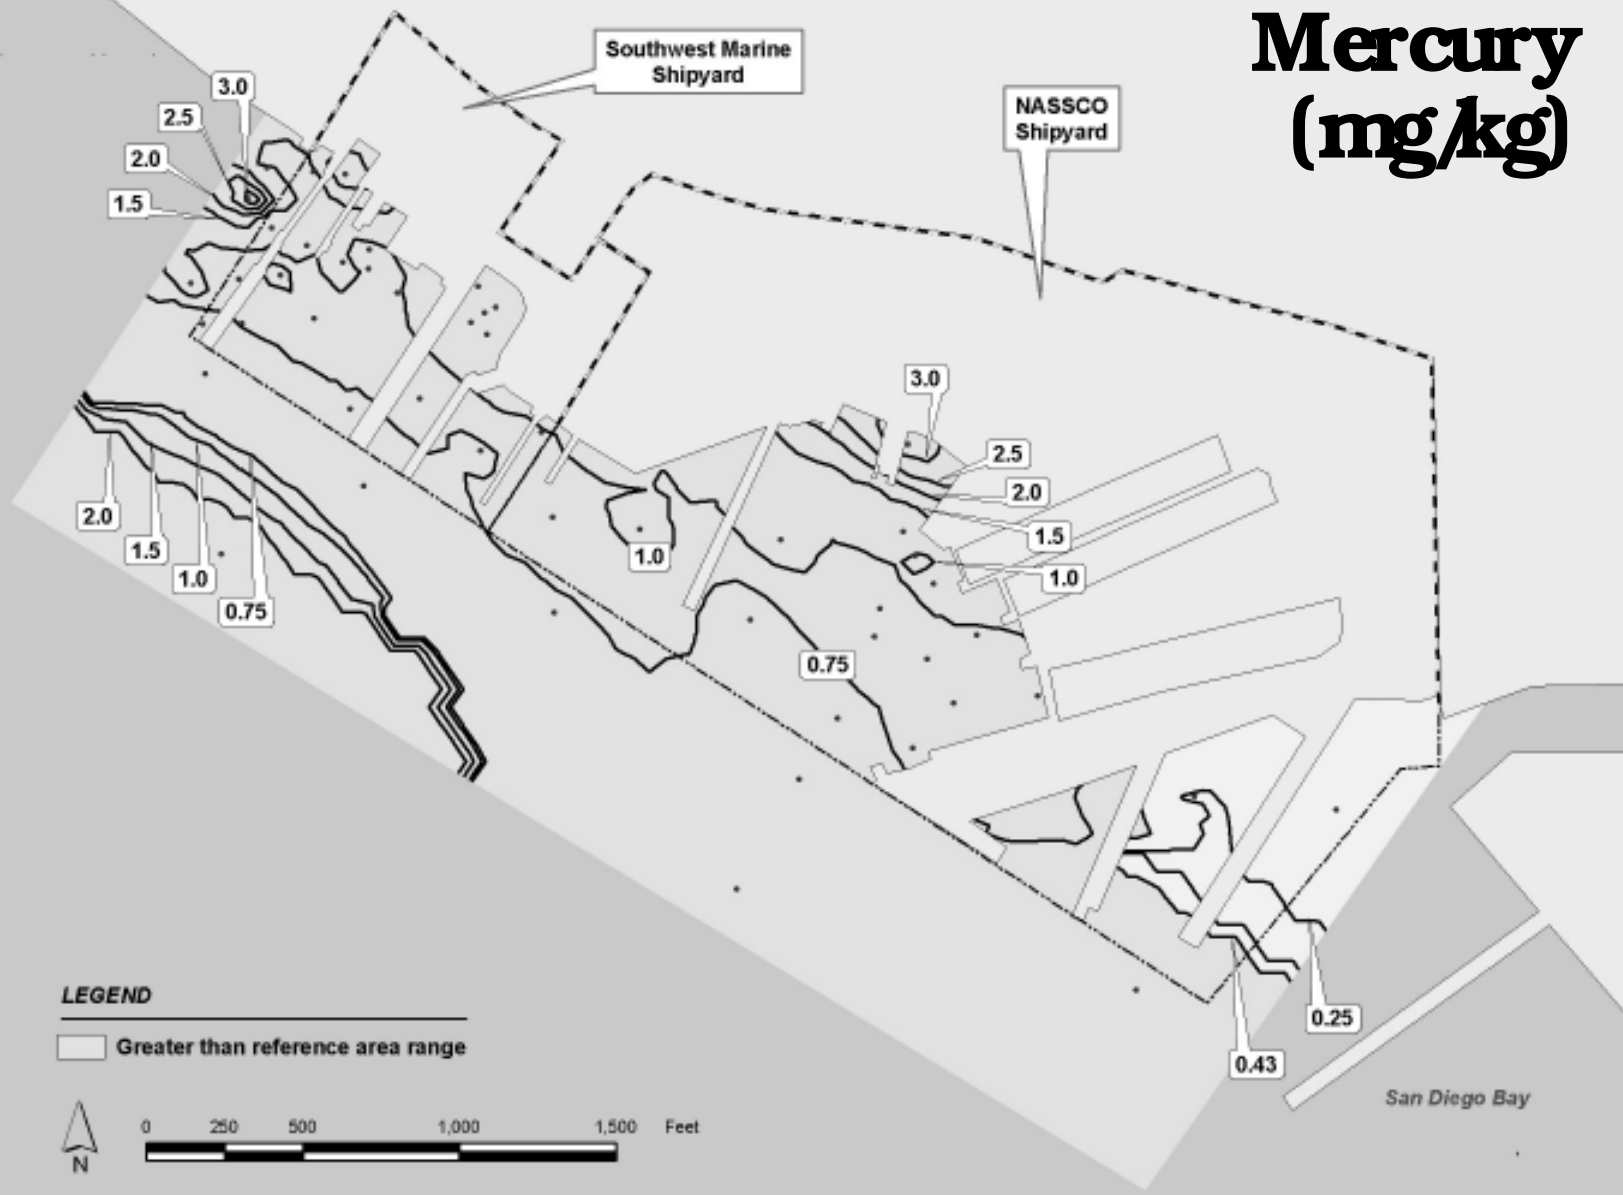 Mercury
(mg/kg)
Southwest Marine
Shipyard
NASSCO
Shipyard
3.0
2.5
2.0
1.5
3.0
2.5
2.0
1.5
1.0
1.0
2.0
1.5
1.0
0.75
0.75
0.25
0.43
LEGEND
Greater than reference area range
0 250 500 1,000 1,500 Feet
N
San Diego Bay